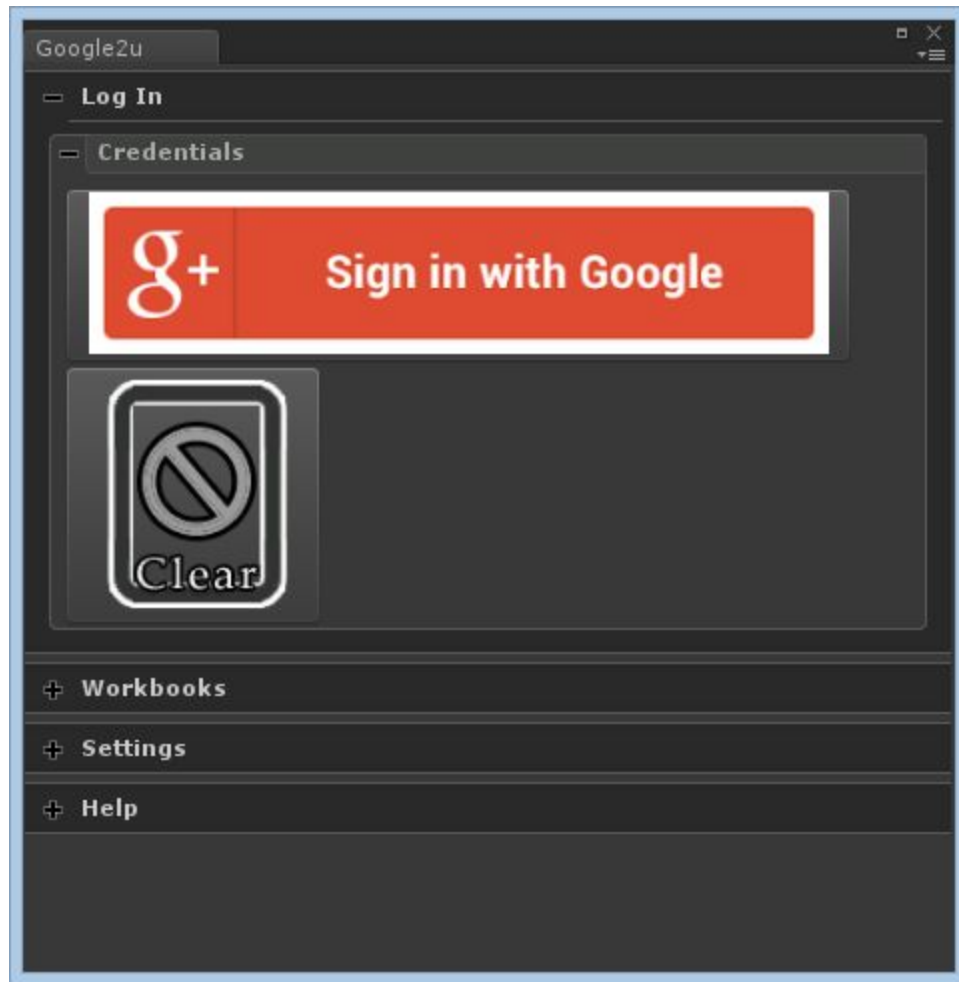 Google2u
Log In
Credentials
g+ Sign in with Google
Clear
Workbooks
Settings
Help